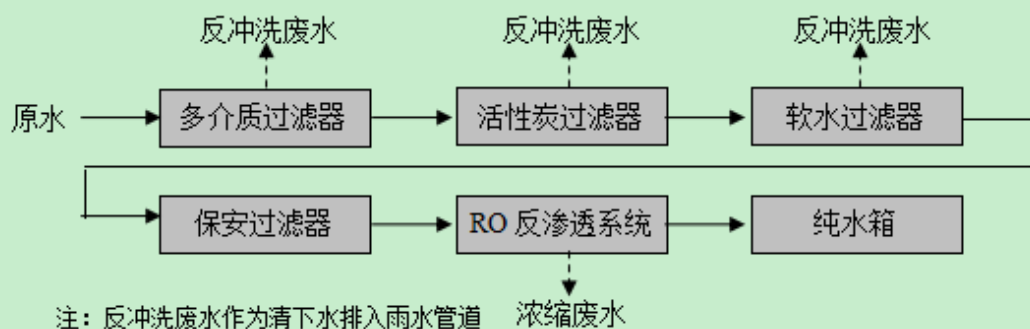 反冲洗废水 反冲洗废水 反冲洗废水
原水 多介质过滤器 活性炭过滤器 软水过滤器
保安过滤器 RO 反渗透系统 纯水箱
注：反冲洗废水作为清下水排入雨水管道 浓缩废水